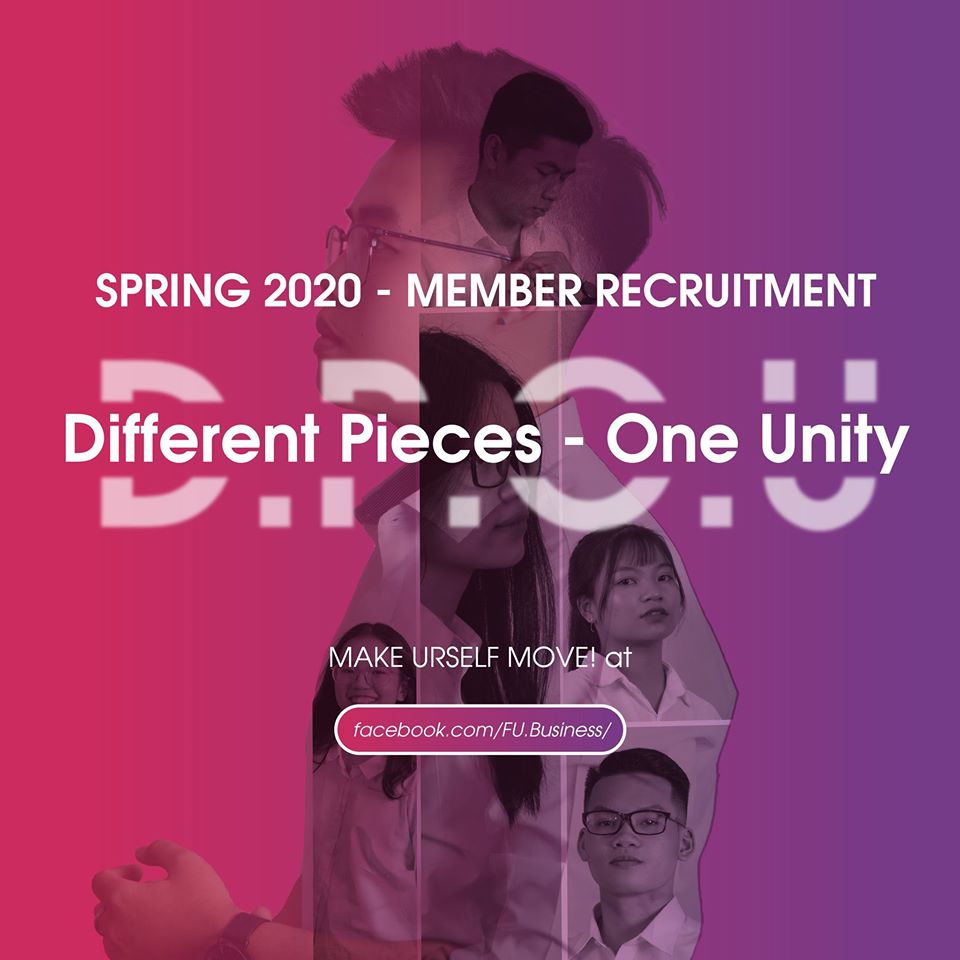 SPRING 2020 - MEMBER RECRUITMENT
D.P.O.U
Different Pieces - One Unity
MAKE URSELF MOVE! at
facebook.com/FU.Business/